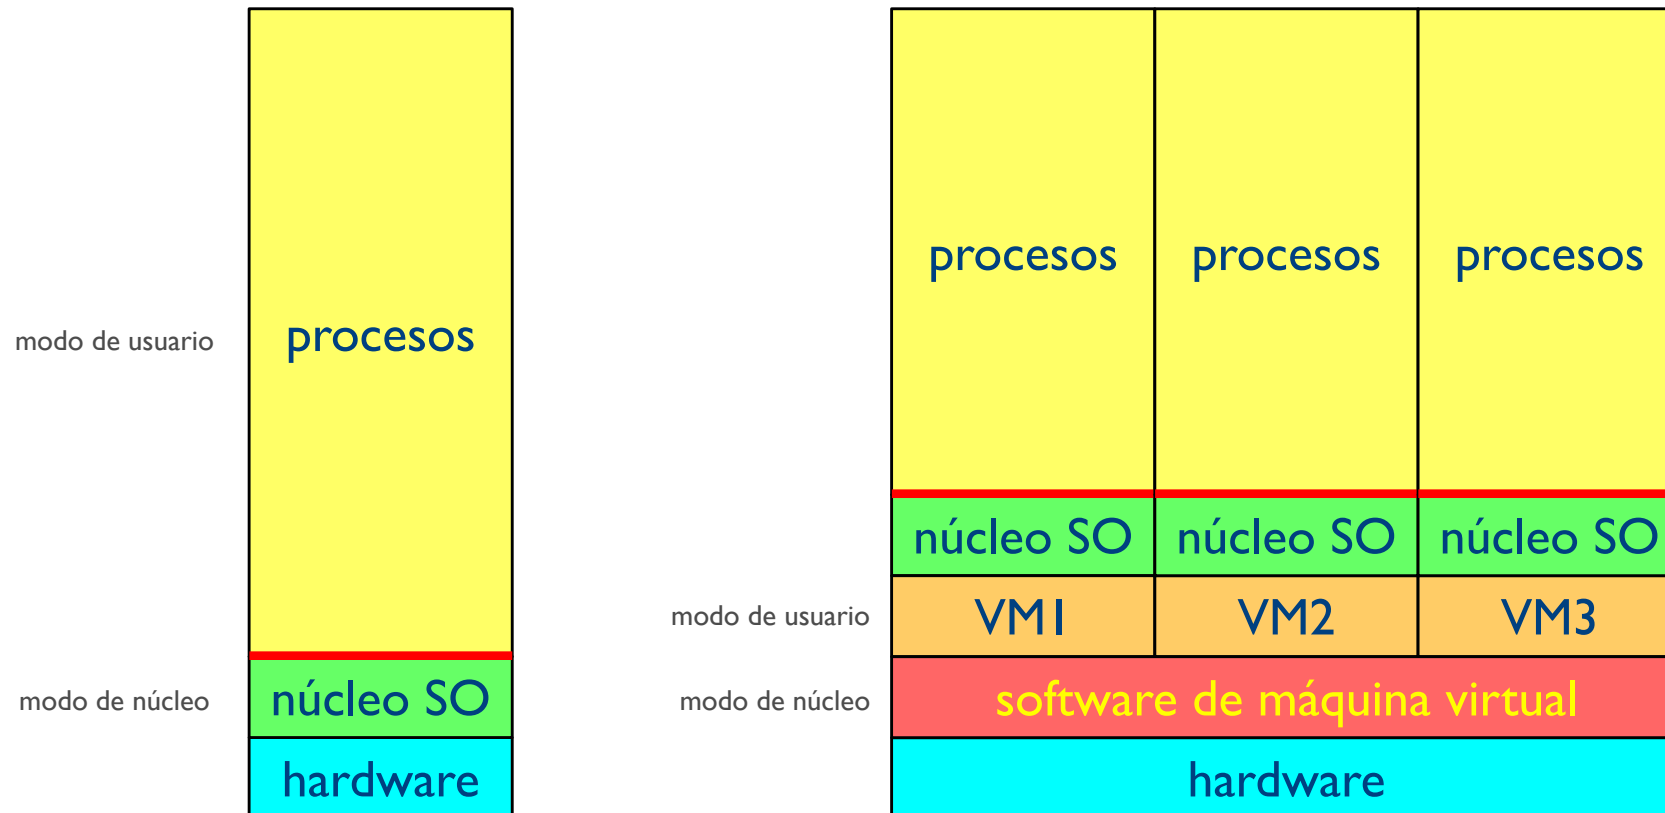 modo de usuario
procesos
modo de núcleo
núcleo SO
hardware
procesos
procesos
procesos
núcleo SO
núcleo SO
núcleo SO
modo de usuario
VM1
VM2
VM3
modo de núcleo
software de máquina virtual
hardware